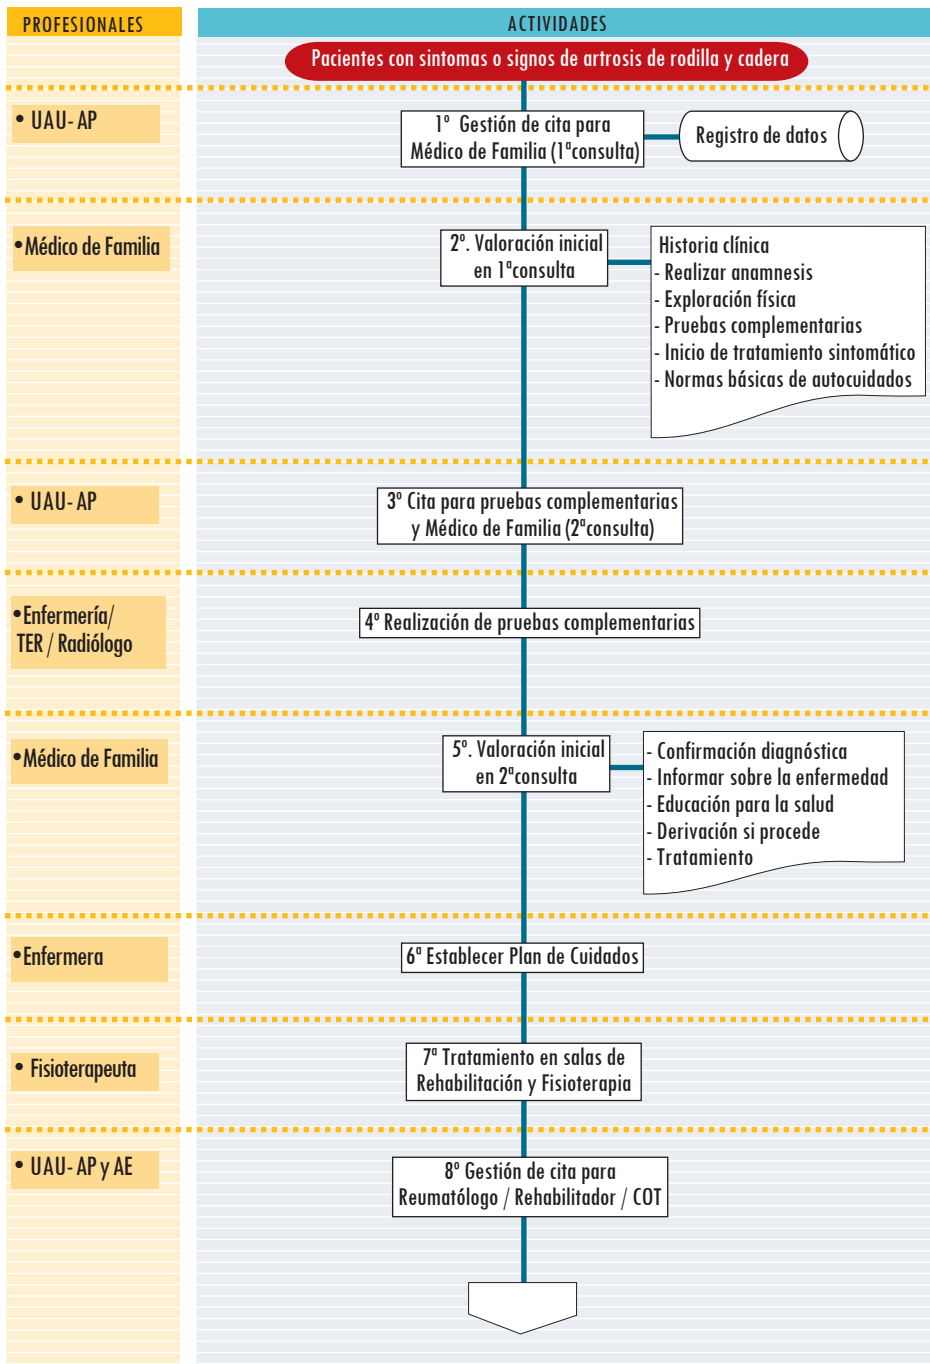 PROFESIONALES
ACTIVIDADES
Pacientes con sintomas o signos de artrosis de rodilla y cadera
• UAU- AP
1º Gestión de cita para
Médico de Familia (1ªconsulta)
Registro de datos
•Médico de Familia
2º. Valoración inicial
en 1ªconsulta
Historia clínica
- Realizar anamnesis
- Exploración física
- Pruebas complementarias
- Inicio de tratamiento sintomático
- Normas básicas de autocuidados
• UAU- AP
3º Cita para pruebas complementarias
y Médico de Familia (2ªconsulta)
•Enfermería/
TER / Radiólogo
4º Realización de pruebas complementarias
•Médico de Familia
5º. Valoración inicial
en 2ªconsulta
- Confirmación diagnóstica
- Informar sobre la enfermedad
- Educación para la salud
- Derivación si procede
- Tratamiento
•Enfermera
6ª Establecer Plan de Cuidados
• Fisioterapeuta
7ª Tratamiento en salas de
Rehabilitación y Fisioterapia
• UAU- AP y AE
8º Gestión de cita para
Reumatólogo / Rehabilitador / COT